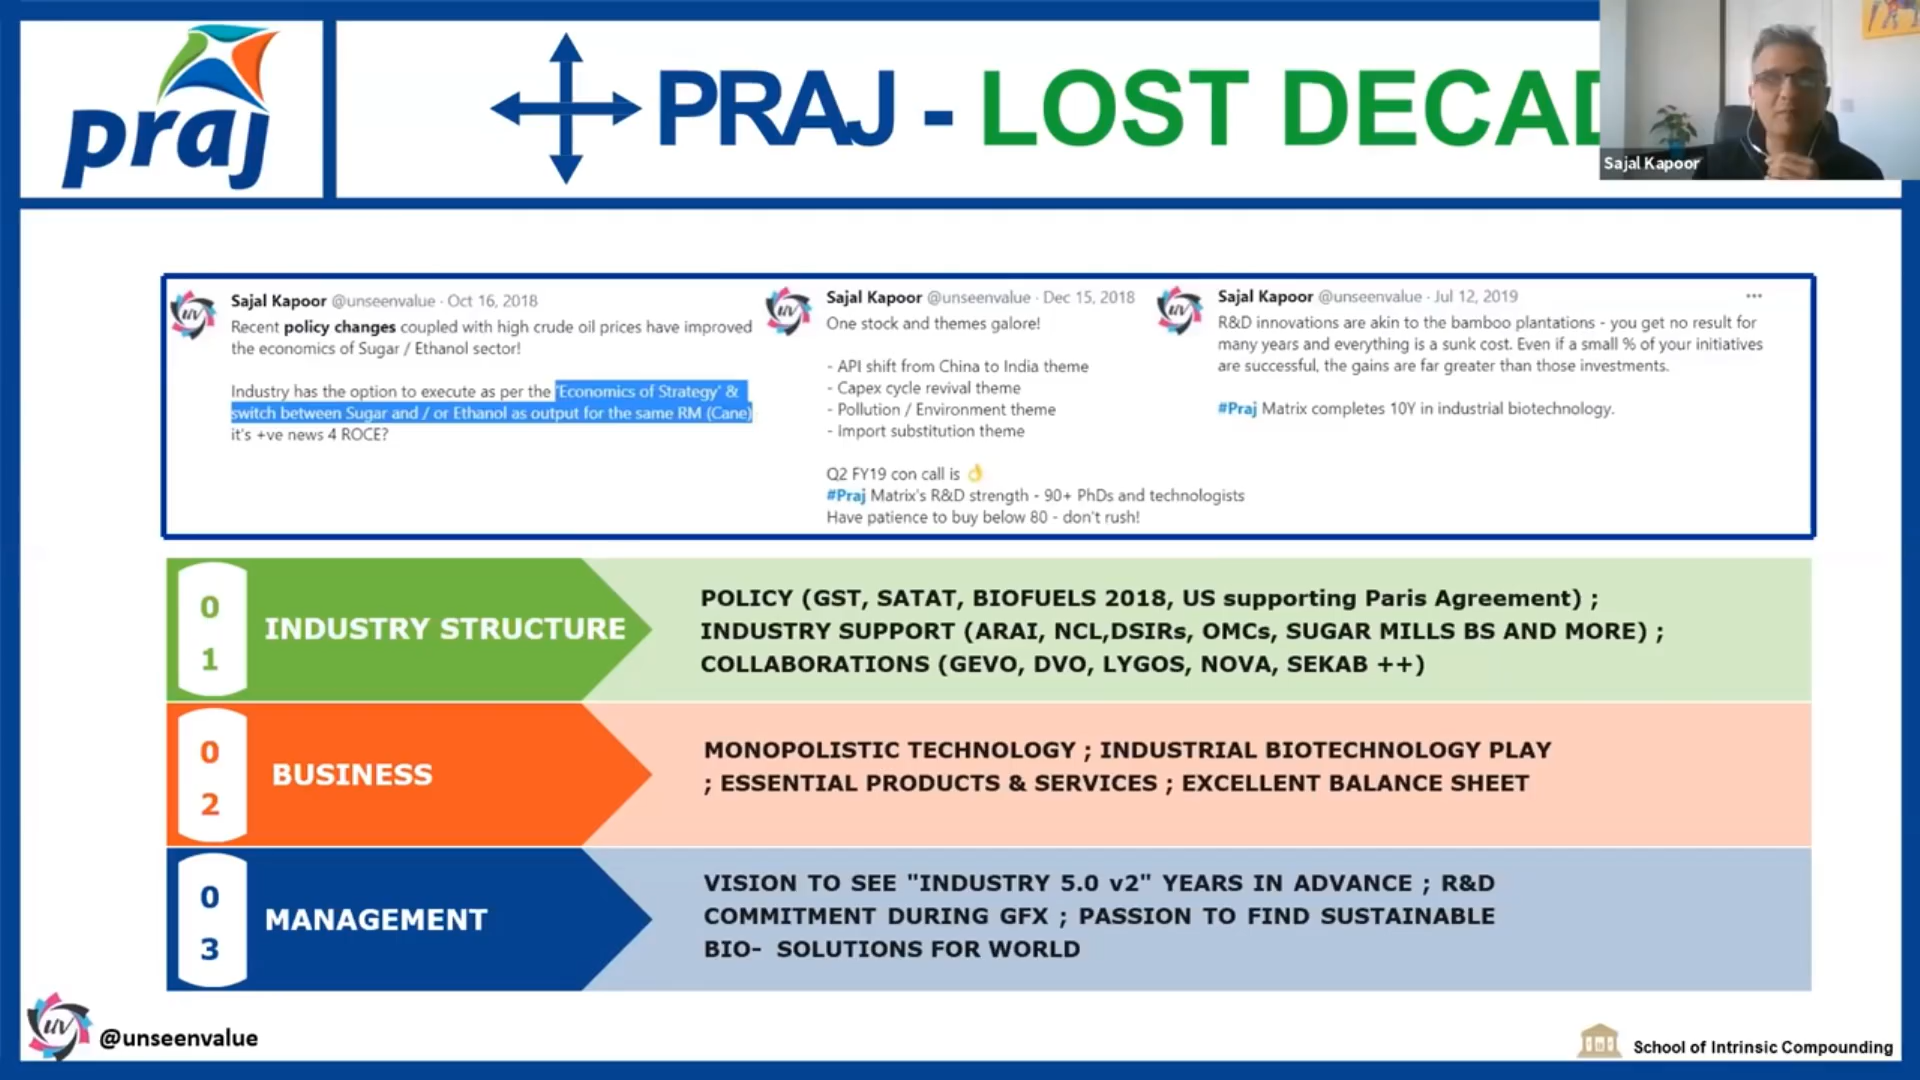 praj
PRAJ - LOST DECAD
Sajal Kapoor
Sajal Kapoor @unseenvalue · Oct 16, 2018
Recent policy changes coupled with high crude oil prices have improved
the economics of Sugar / Ethanol sector!
Industry has the option to execute as per the 'Economics of Strategy' &
switch between Sugar and / or Ethanol as output for the same RM (Cane)
it's +ve news 4 ROCE?
Sajal Kapoor @unseenvalue · Dec 15, 2018
One stock and themes galore!
- API shift from China to India theme
- Capex cycle revival theme
- Pollution / Environment theme
- Import substitution theme
Q2 FY19 con call is 👌
#Praj Matrix's R&D strength - 90+ PhDs and technologists
Have patience to buy below 80 - don't rush!
Sajal Kapoor @unseenvalue · Jul 12, 2019 ···
R&D innovations are akin to the bamboo plantations - you get no result for
many years and everything is a sunk cost. Even if a small % of your initiatives
are successful, the gains are far greater than those investments.
#Praj Matrix completes 10Y in industrial biotechnology.
0
1
INDUSTRY STRUCTURE
POLICY (GST, SATAT, BIOFUELS 2018, US supporting Paris Agreement) ;
INDUSTRY SUPPORT (ARAI, NCL,DSIRs, OMCs, SUGAR MILLS BS AND MORE) ;
COLLABORATIONS (GEVO, DVO, LYGOS, NOVA, SEKAB ++)
0
2
BUSINESS
MONOPOLISTIC TECHNOLOGY ; INDUSTRIAL BIOTECHNOLOGY PLAY
; ESSENTIAL PRODUCTS & SERVICES ; EXCELLENT BALANCE SHEET
0
3
MANAGEMENT
VISION TO SEE "INDUSTRY 5.0 v2" YEARS IN ADVANCE ; R&D
COMMITMENT DURING GFX ; PASSION TO FIND SUSTAINABLE
BIO- SOLUTIONS FOR WORLD
UV
@unseenvalue
School of Intrinsic Compounding